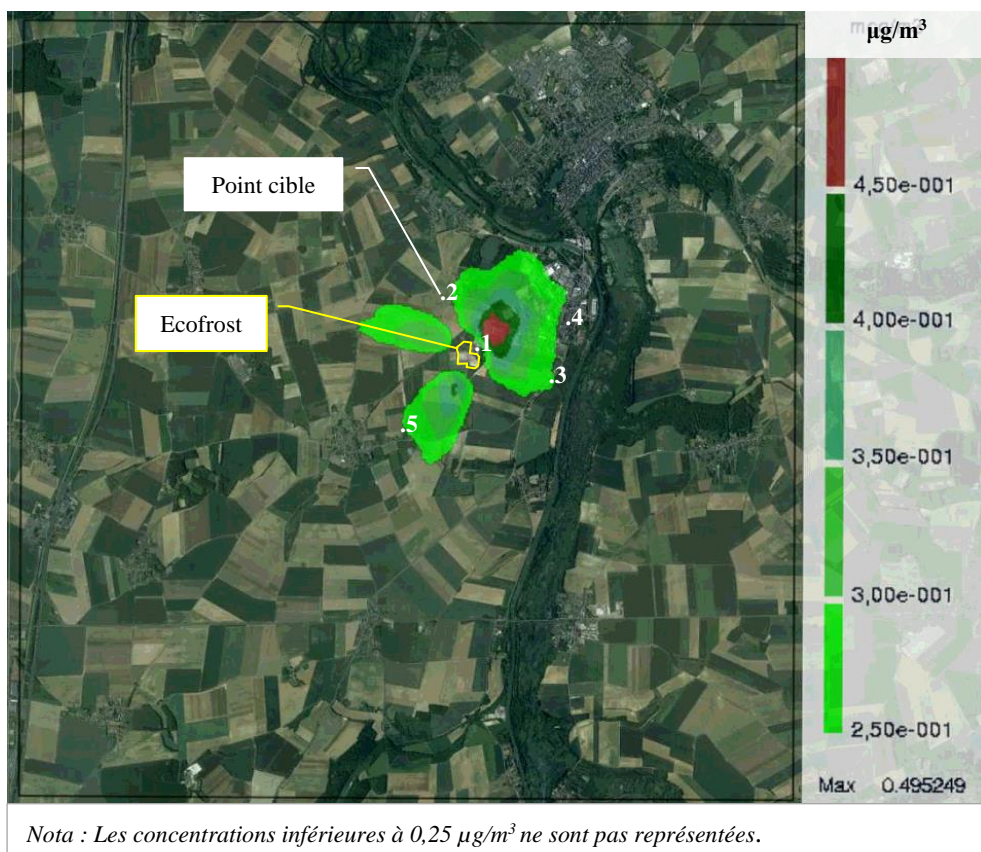 mcg/m³
µg/m³
Point cible
.2
Ecofrost
.1
.4
.3
.5
4,50e-001
4,00e-001
3,50e-001
3,00e-001
2,50e-001
Max 0.495249
Nota : Les concentrations inférieures à 0,25 µg/m³ ne sont pas représentées.